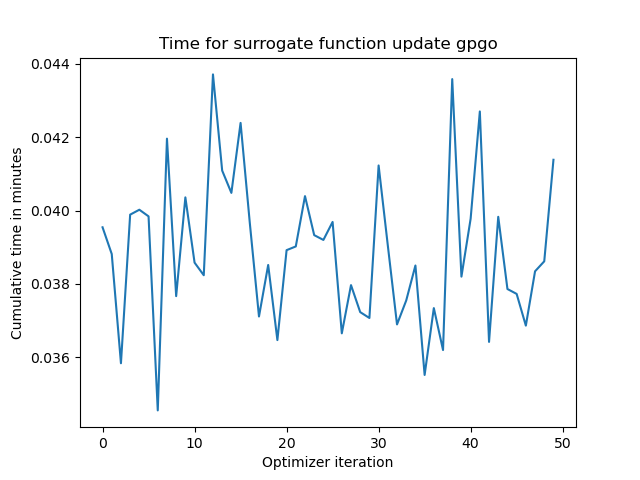 Time for surrogate function update gpgo
0.044
0.042
0.040
0.038
0.036
Cumulative time in minutes
0 10 20 30 40 50
Optimizer iteration